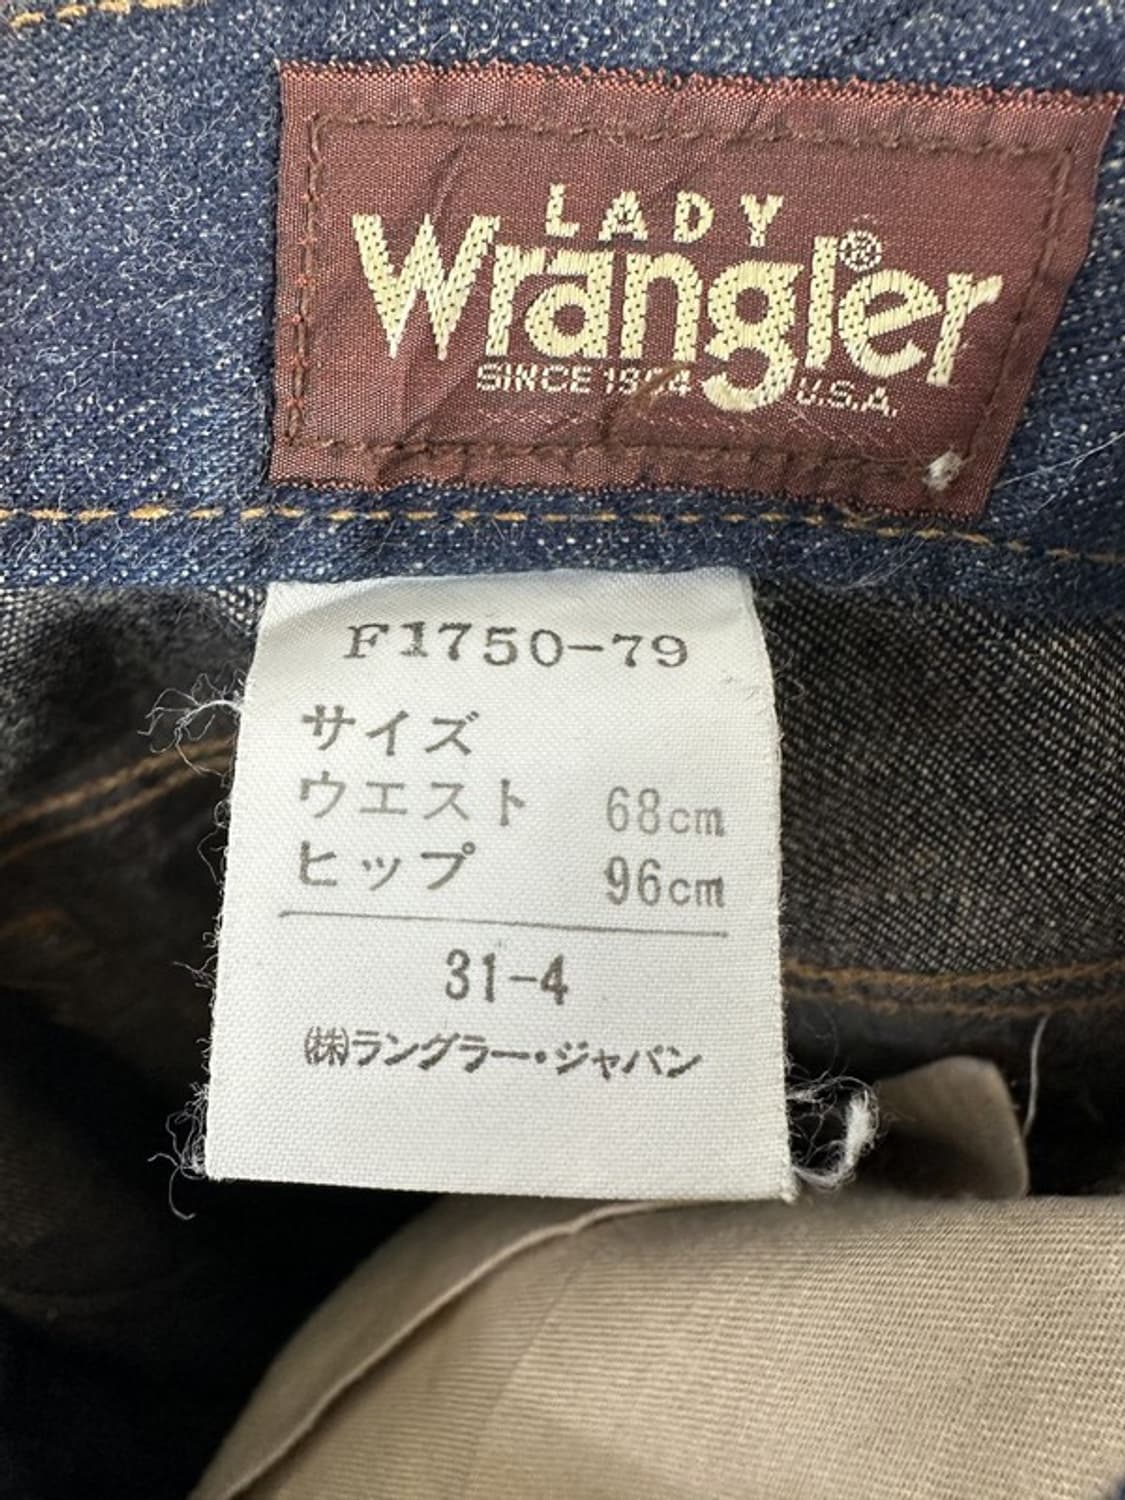 LADY
Wrangler®
SINCE 1904 U.S.A.
F1750-79
サイズ
ウエスト 68cm
ヒップ 96cm
31-4
㈱ラングラー・ジャパン